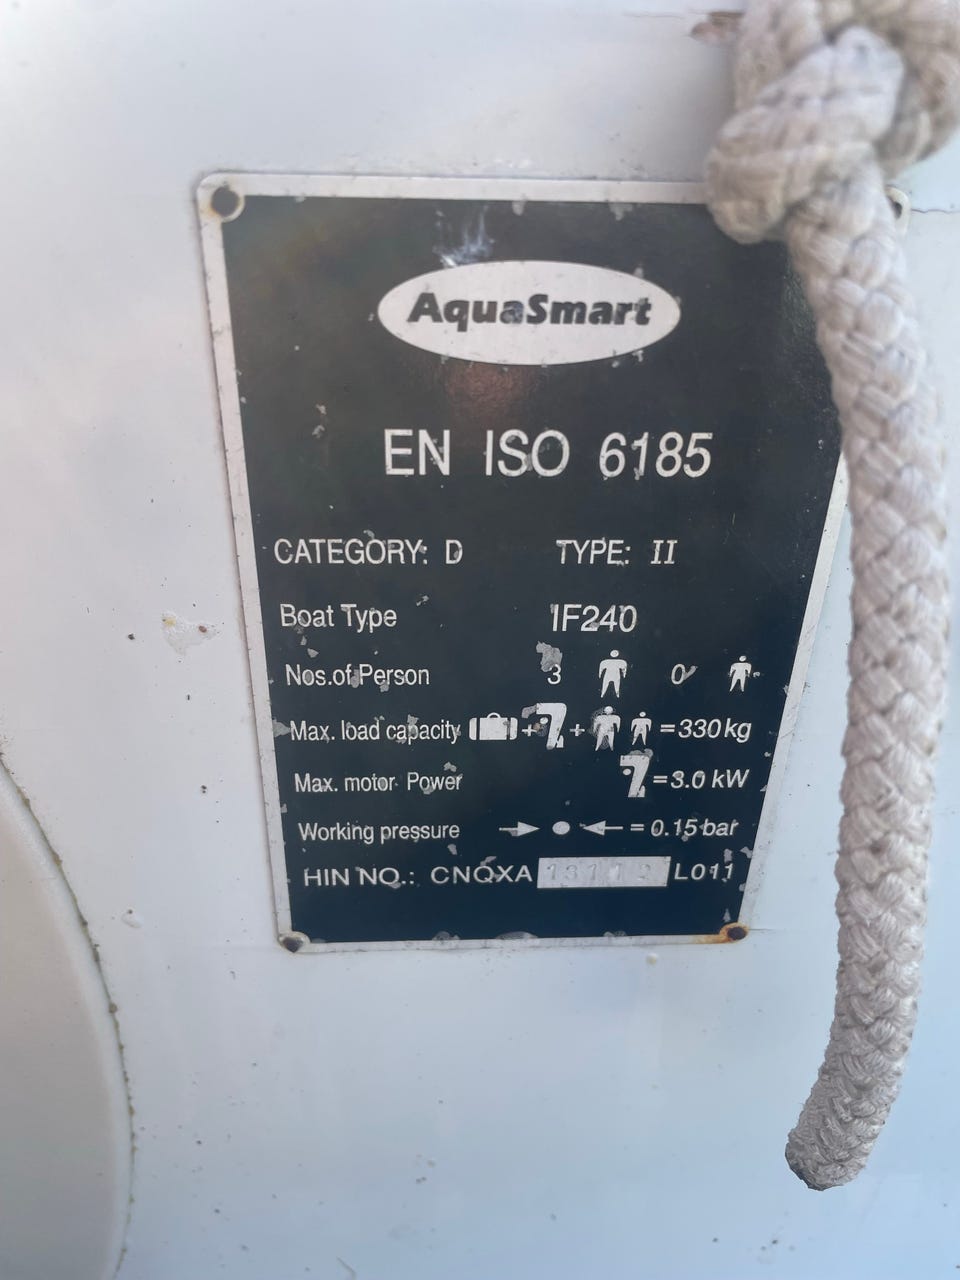 AquaSmart
EN ISO 6185
CATEGORY: D TYPE: II
Boat Type IF240
Nos.of Person 3 0
Max. load capacity + + =330kg
Max. motor Power =3.0 kW
Working pressure = 0.15 bar
HIN NO.: CNQXA L011